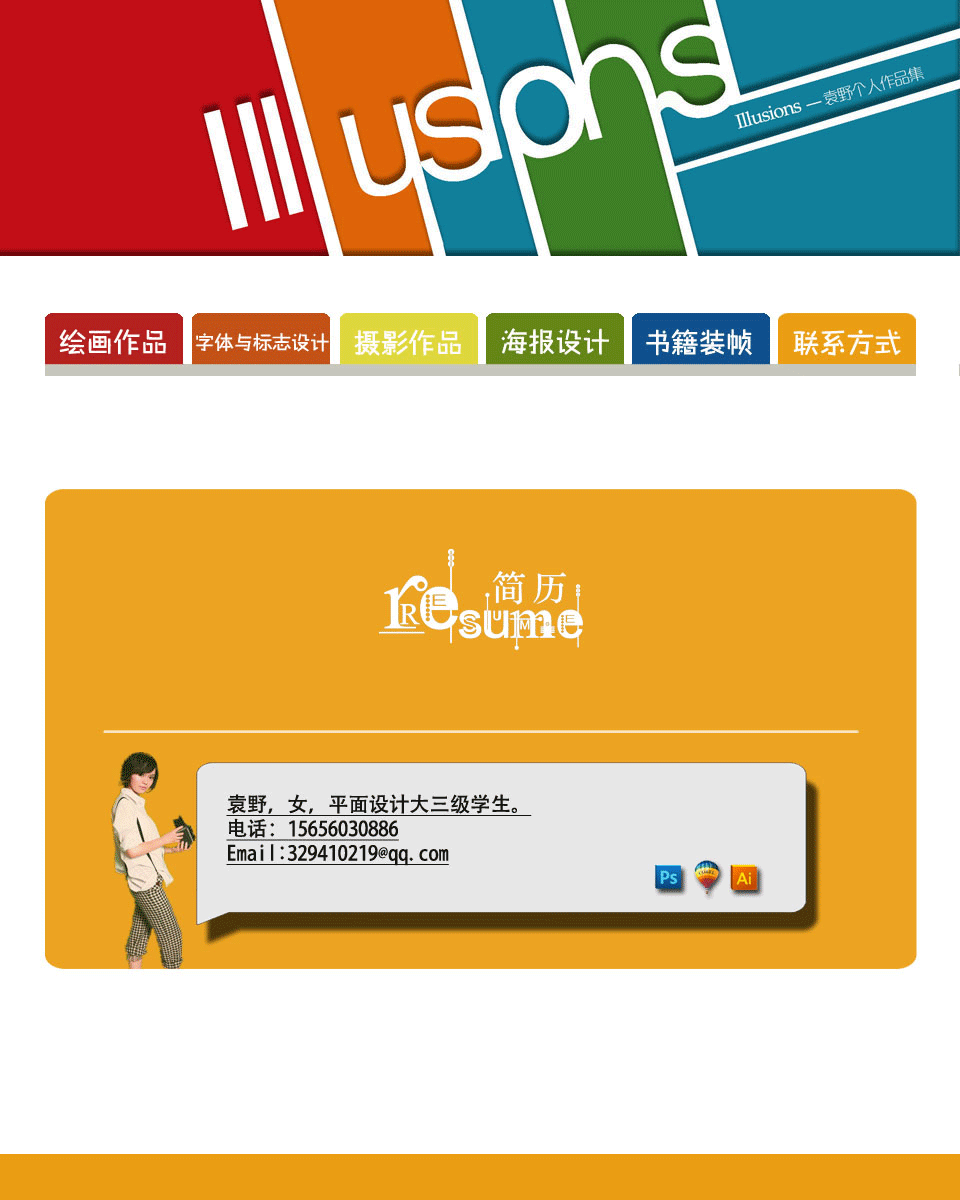 Illusions
Illusions — 袁野个人作品集
绘画作品
字体与标志设计
摄影作品
海报设计
书籍装帧
联系方式
简历
resume
RESUME
袁野，女，平面设计大三级学生。
电话：15656030886
Email:329410219@qq.com
Ps
Ai